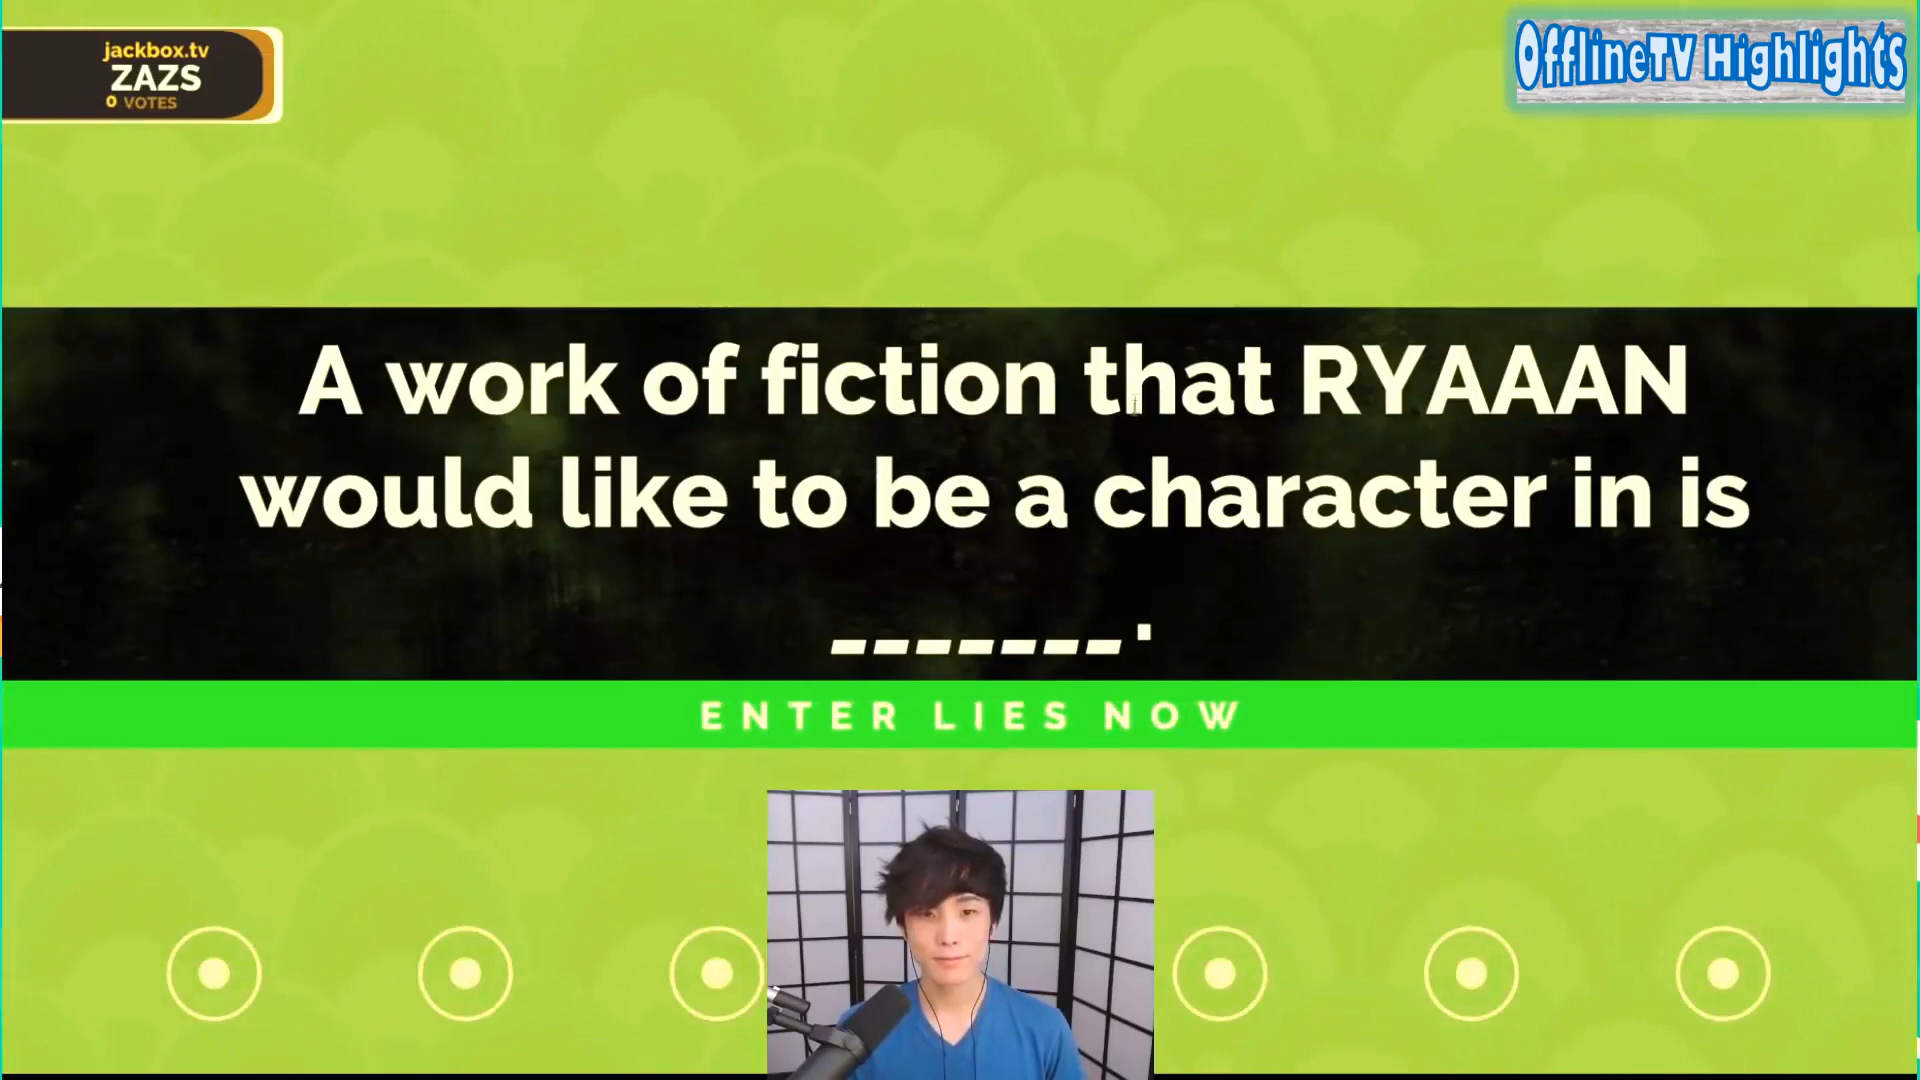 jackbox.tv
ZAZS
0 VOTES
OfflineTV Highlights
A work of fiction that RYAAAN
would like to be a character in is
_______.
ENTER LIES NOW